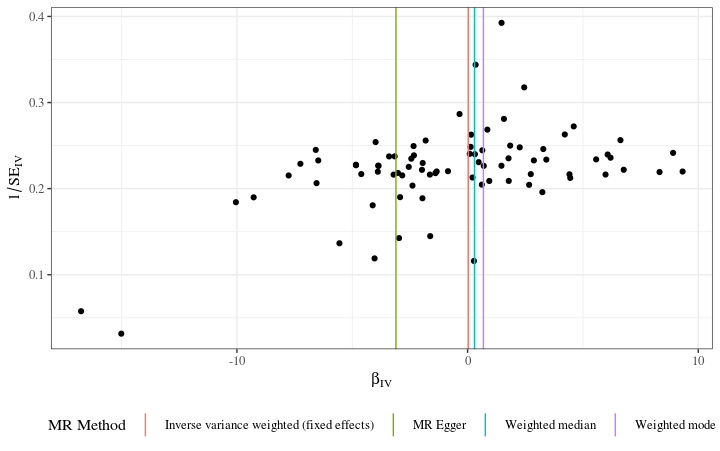 0.4
0.3
0.2
0.1
1/SE_IV
-10
0
10
β_IV
MR Method
Inverse variance weighted (fixed effects)
MR Egger
Weighted median
Weighted mode